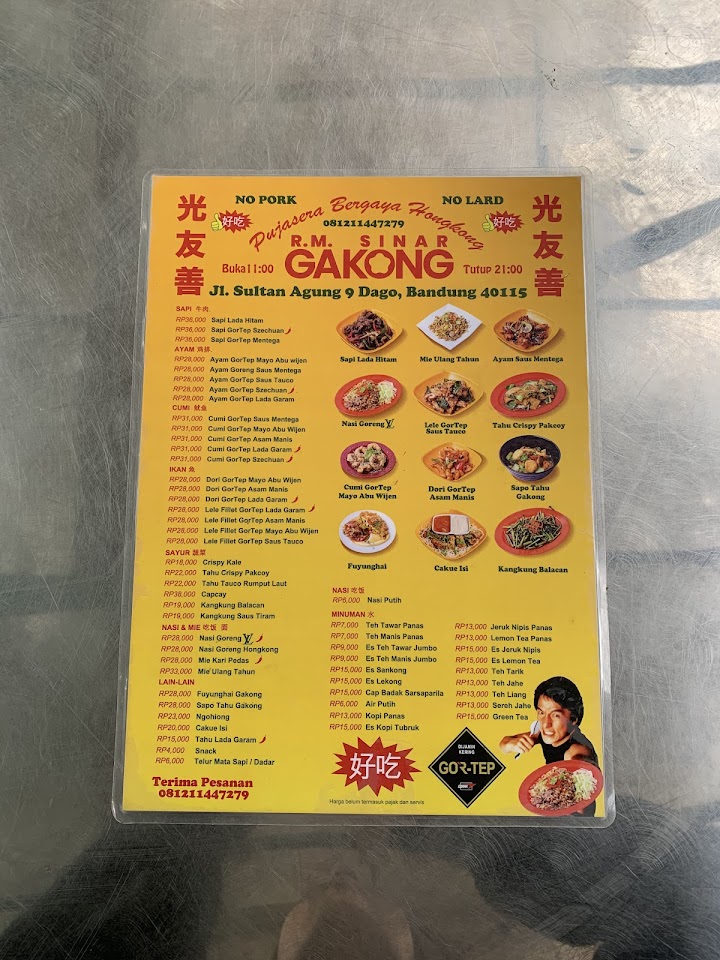 NO PORK
NO LARD
光友善
好吃
Pujasera Bergaya Hongkong
好吃
光友善
081211447279
R.M. SINAR
GAKONG
Buka11:00
Tutup 21:00
Jl. Sultan Agung 9 Dago, Bandung 40115
SAPI 牛肉
RP36,000 Sapi Lada Hitam
RP36,000 Sapi GorTep Szechuan
RP36,000 Sapi GorTep Mentega
AYAM 鸡排
RP28,000 Ayam GorTep Mayo Abu wijen
RP28,000 Ayam Goreng Saus Mentega
RP28,000 Ayam GorTep Saus Tauco
RP28,000 Ayam GorTep Szechuan
RP28,000 Ayam GorTep Lada Garam
CUMI 鱿鱼
RP31,000 Cumi GorTep Saus Mentega
RP31,000 Cumi GorTep Mayo Abu Wijen
RP31,000 Cumi GorTep Asam Manis
RP31,000 Cumi GorTep Lada Garam
RP31,000 Cumi GorTep Szechuan
IKAN 魚
RP28,000 Dori GorTep Mayo Abu Wijen
RP28,000 Dori GorTep Asam Manis
RP28,000 Dori GorTep Lada Garam
RP28,000 Lele Fillet GorTep Lada Garam
RP28,000 Lele Fillet GorTep Asam Manis
RP28,000 Lele Fillet GorTep Mayo Abu Wijen
RP28,000 Lele Fillet GorTep Saus Tauco
SAYUR 蔬菜
RP18,000 Crispy Kale
RP22,000 Tahu Crispy Pakcoy
RP22,000 Tahu Tauco Rumput Laut
RP38,000 Capcay
RP19,000 Kangkung Balacan
RP19,000 Kangkung Saus Tiram
NASI & MIE 吃饭 面
RP28,000 Nasi Goreng LV
RP28,000 Nasi Goreng Hongkong
RP28,000 Mie Kari Pedas
RP33,000 Mie Ulang Tahun
LAIN-LAIN
RP28,000 Fuyunghai Gakong
RP28,000 Sapo Tahu Gakong
RP23,000 Ngohiong
RP20,000 Cakue Isi
RP15,000 Tahu Lada Garam
RP4,000 Snack
RP6,000 Telur Mata Sapi / Dadar
Terima Pesanan
081211447279
Sapi Lada Hitam
Mie Ulang Tahun
Ayam Saus Mentega
Nasi Goreng LV
Lele GorTep
Saus Tauco
Tahu Crispy Pakcoy
Cumi GorTep
Mayo Abu Wijen
Dori GorTep
Asam Manis
Sapo Tahu
Gakong
Fuyunghai
Cakue Isi
Kangkung Balacan
NASI 吃饭
RP6,000 Nasi Putih
MINUMAN 水
RP7,000 Teh Tawar Panas
RP7,000 Teh Manis Panas
RP9,000 Es Teh Tawar Jumbo
RP9,000 Es Teh Manis Jumbo
RP15,000 Es Sankong
RP15,000 Es Lekong
RP15,000 Cap Badak Sarsaparila
RP6,000 Air Putih
RP13,000 Kopi Panas
RP15,000 Es Kopi Tubruk
RP13,000 Jeruk Nipis Panas
RP13,000 Lemon Tea Panas
RP15,000 Es Jeruk Nipis
RP15,000 Es Lemon Tea
RP13,000 Teh Tarik
RP13,000 Teh Jahe
RP13,000 Teh Liang
RP13,000 Sereh Jahe
RP15,000 Green Tea
好吃
DIJAMIN
KERING
GOR-TEP
Harga belum termasuk pajak dan servis